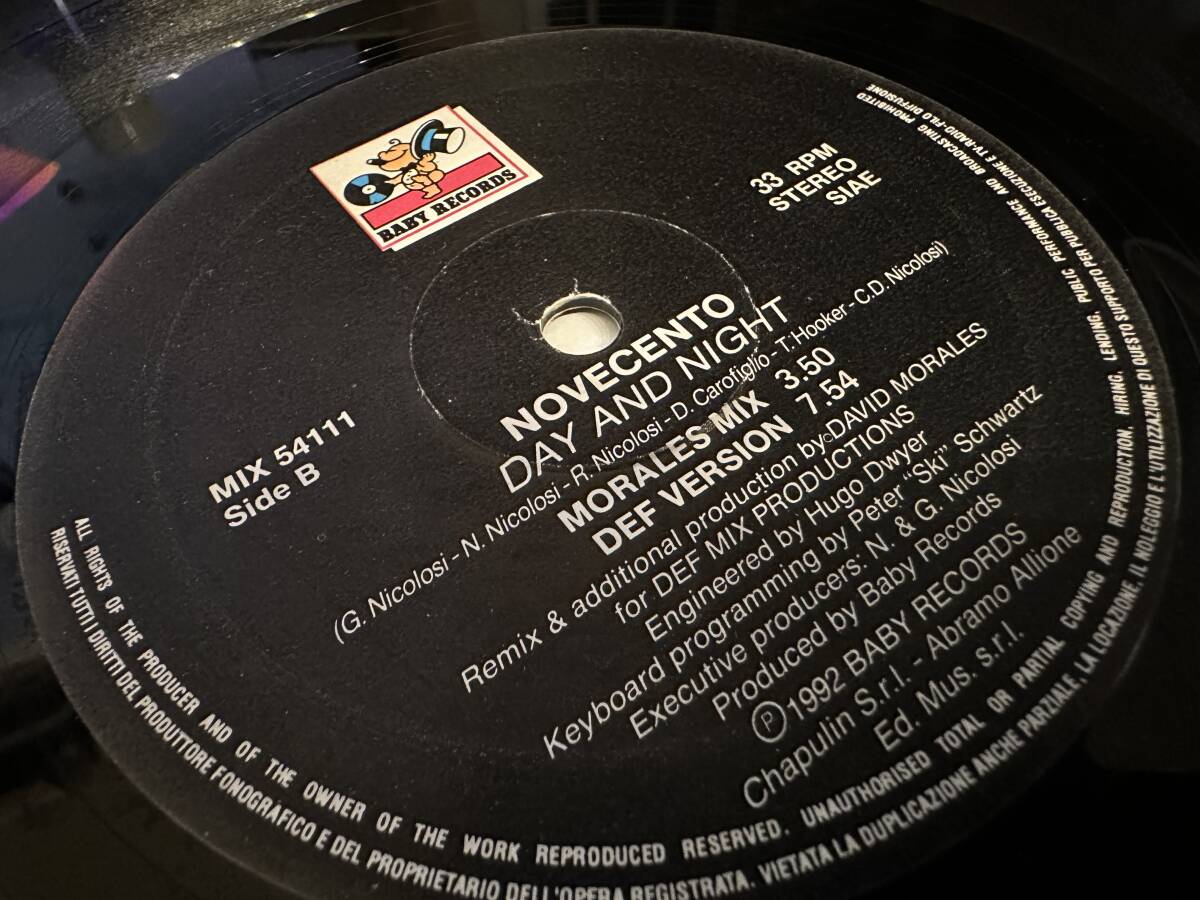 BABY RECORDS
33 RPM
STEREO
SIAE
MIX 54111
Side B
NOVECENTO
DAY AND NIGHT
(G. Nicolosi - N. Nicolosi - R. Nicolosi - D. Carofiglio - T. Hooker - C.D. Nicolosi)
MORALES MIX 3.50
DEF VERSION 7.54
Remix & additional production by DAVID MORALES
for DEF MIX PRODUCTIONS
Engineered by Hugo Dwyer
Keyboard programming by Peter "Ski" Schwartz
Executive producers: N. & G. Nicolosi
Produced by Baby Records
Ⓟ1992 BABY RECORDS
Chapulin S.r.l. - Abramo Allione
Ed. Mus. s.r.l.
ALL RIGHTS OF THE PRODUCER AND OF THE OWNER OF THE WORK REPRODUCED RESERVED. UNAUTHORISED TOTAL OR PARTIAL COPYING AND REPRODUCTION, HIRING, LENDING, PUBLIC PERFORMANCE AND BROADCASTING PROHIBITED
RISERVATI TUTTI I DIRITTI DEL PRODUTTORE FONOGRAFICO E DEL PROPRIETARIO DELL'OPERA REGISTRATA. VIETATA LA DUPLICAZIONE ANCHE PARZIALE, LA LOCAZIONE, IL NOLEGGIO E L'UTILIZZAZIONE DI QUESTO SUPPORTO PER PUBBLICA ESECUZIONE E TV-RADIO-FILO DIFFUSIONE